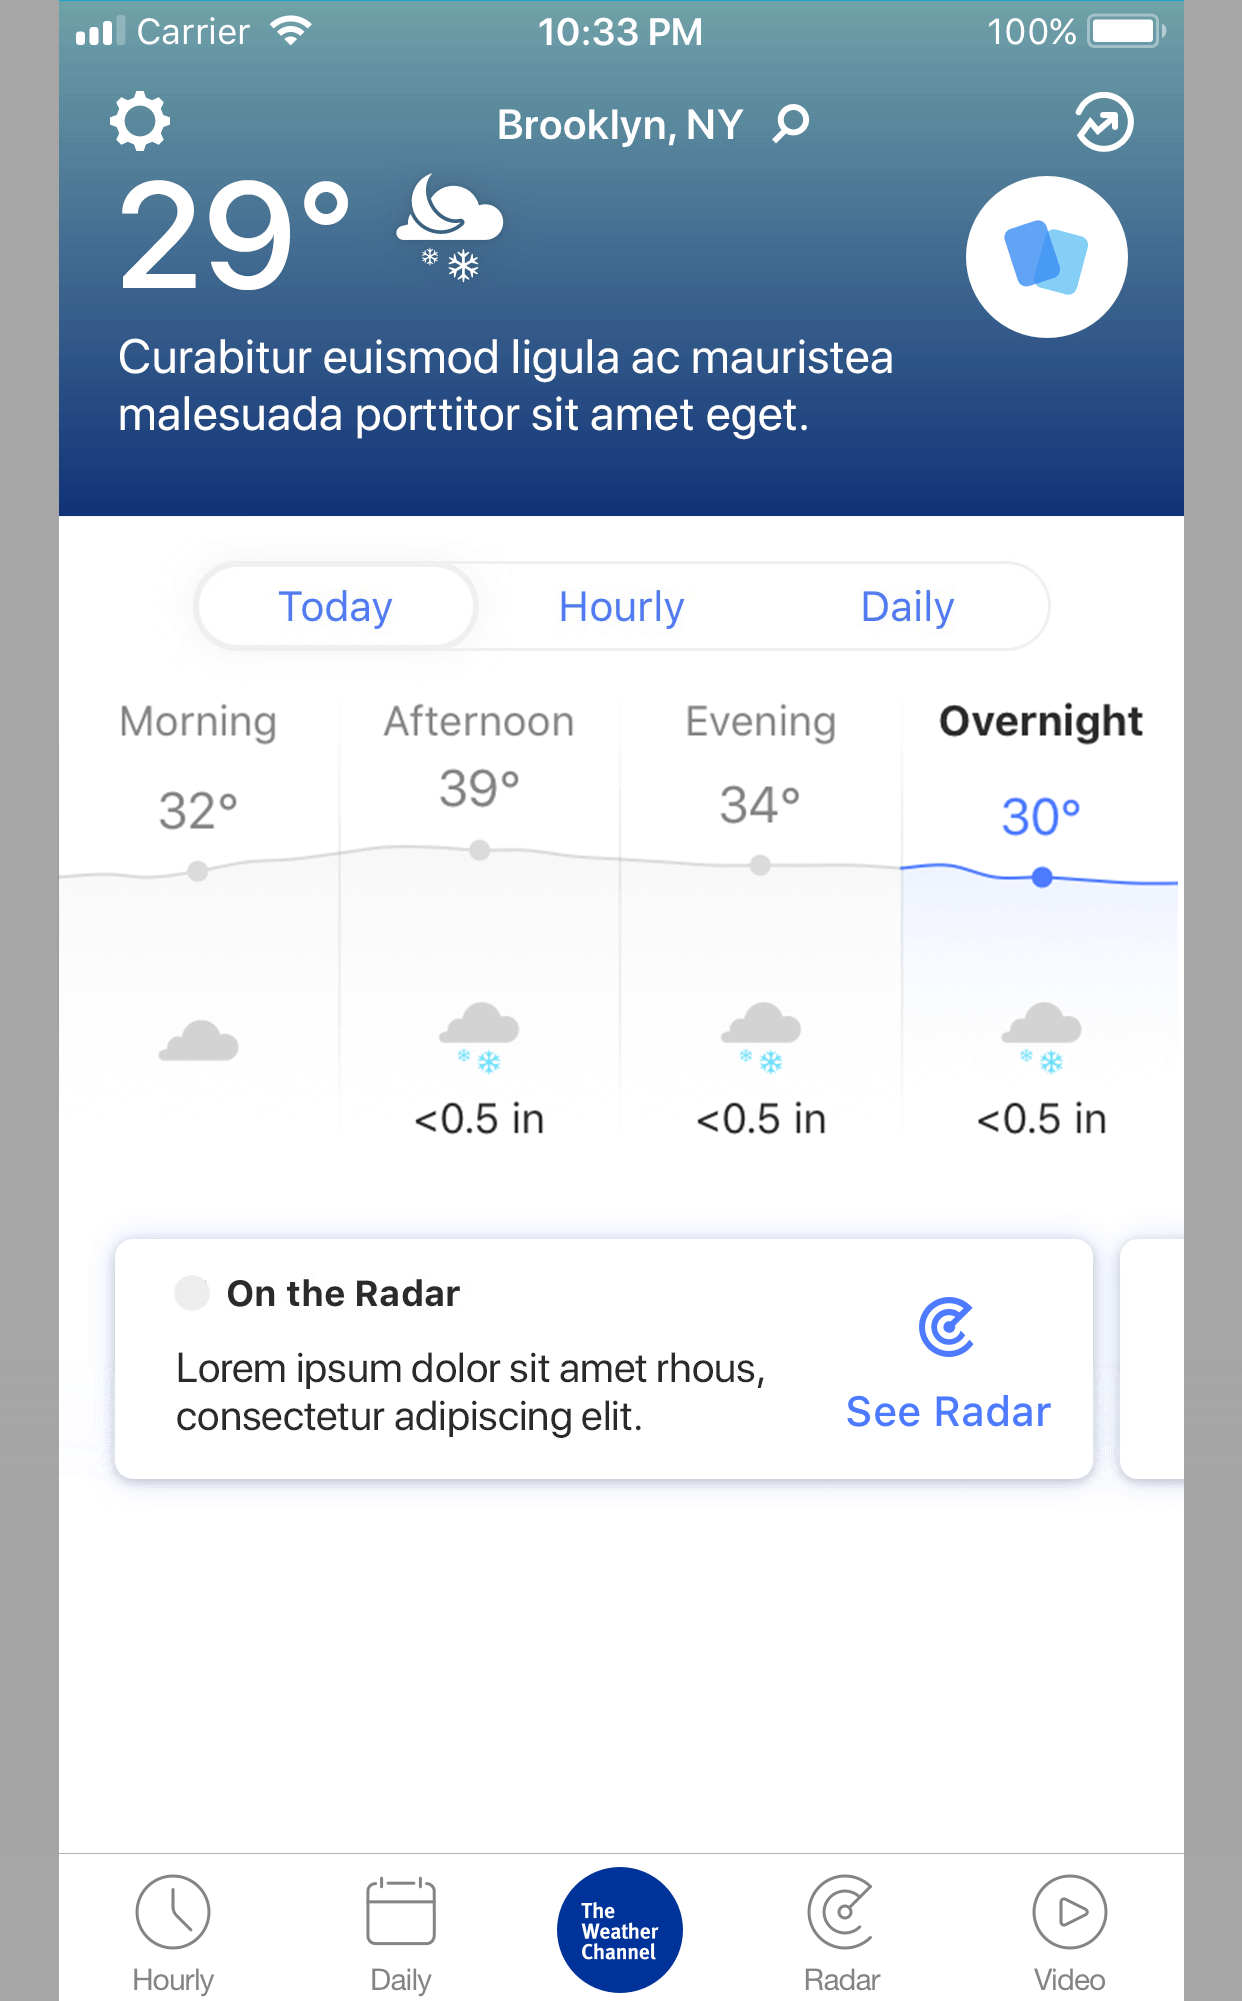 Carrier 10:33 PM 100%
Brooklyn, NY
29°
Curabitur euismod ligula ac mauristea
malesuada porttitor sit amet eget.
Today Hourly Daily
Morning Afternoon Evening Overnight
32° 39° 34° 30°
<0.5 in <0.5 in <0.5 in
On the Radar
Lorem ipsum dolor sit amet rhous,
consectetur adipiscing elit.
See Radar
The
Weather
Channel
Hourly Daily Radar Video